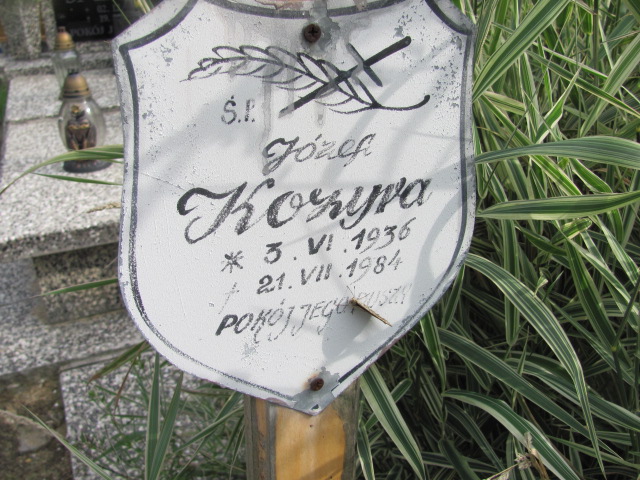 Ś.P.
Józef
Kozyra
* 3.VI.1936
† 21.VII.1984
POKÓJ JEGO DUSZY